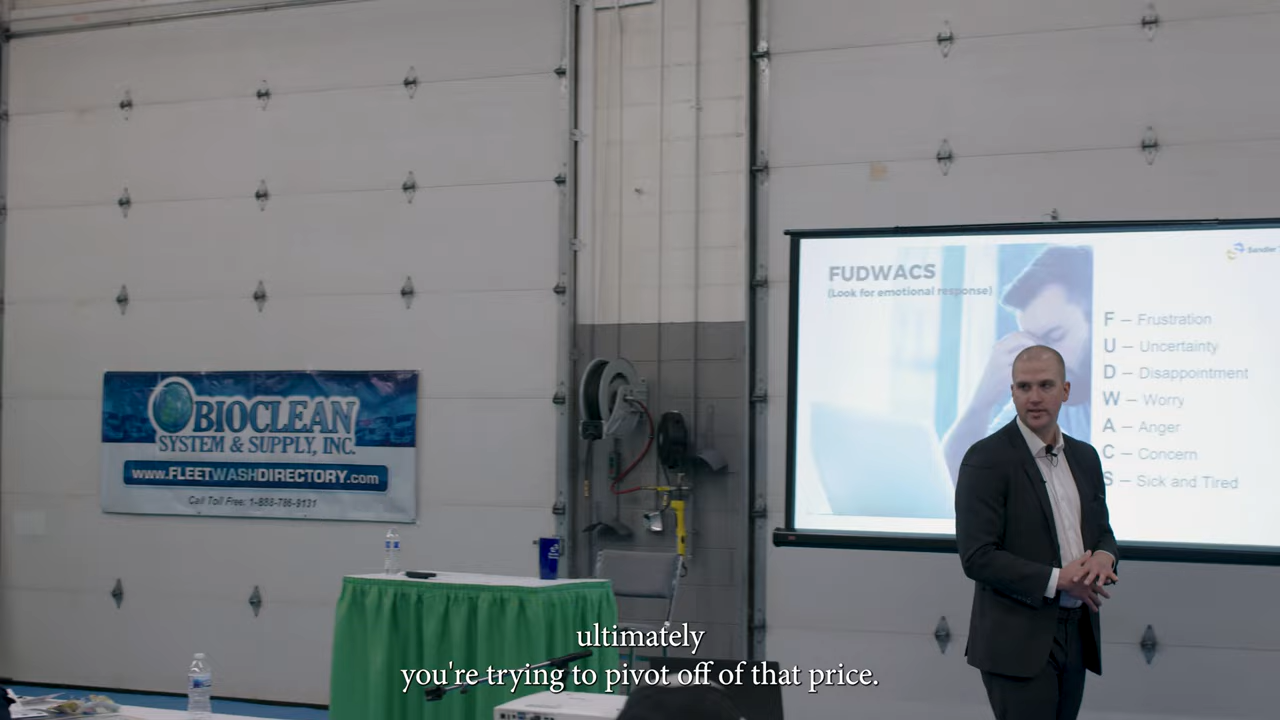 FUDWACS
(Look for emotional response)
Sandler
F — Frustration
U — Uncertainty
D — Disappointment
W — Worry
A — Anger
C — Concern
S — Sick and Tired
BIOCLEAN
SYSTEM & SUPPLY, INC.
www.FLEETWASHDIRECTORY.com
Call Toll Free: 1-888-786-9131
ultimately
you're trying to pivot off of that price.